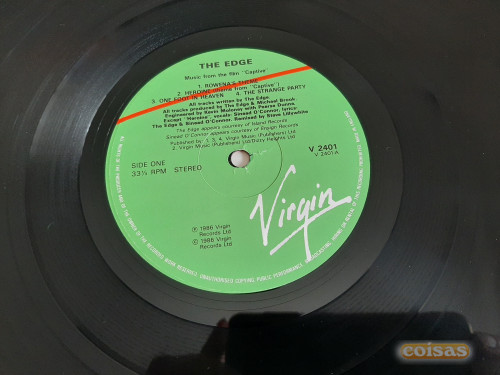 THE EDGE
Music from the film "Captive"
1. ROWENA'S THEME
2. HEROINE (Theme from "Captive")
3. ONE FOOT IN HEAVEN 4. THE STRANGE PARTY
All tracks written by The Edge.
All tracks produced by The Edge & Michael Brook.
Engineered by Kevin Moloney with Pearse Dunne.
Except "Heroine", vocals: Sinead O'Connor, lyrics:
The Edge & Sinead O'Connor. Remixed by Steve Lillywhite
The Edge appears courtesy of Island Records
Sinead O'Connor appears courtesy of Ensign Records
Published by: 1, 3, 4, Virgin Music (Publishers) Ltd
2. Virgin Music (Publishers) Ltd/Dizzy Heights Ltd
SIDE ONE
33⅓ RPM STEREO
V 2401
V 2401-A
Virgin
℗ 1986 Virgin
Records Ltd
© 1986 Virgin
Records Ltd
coisas